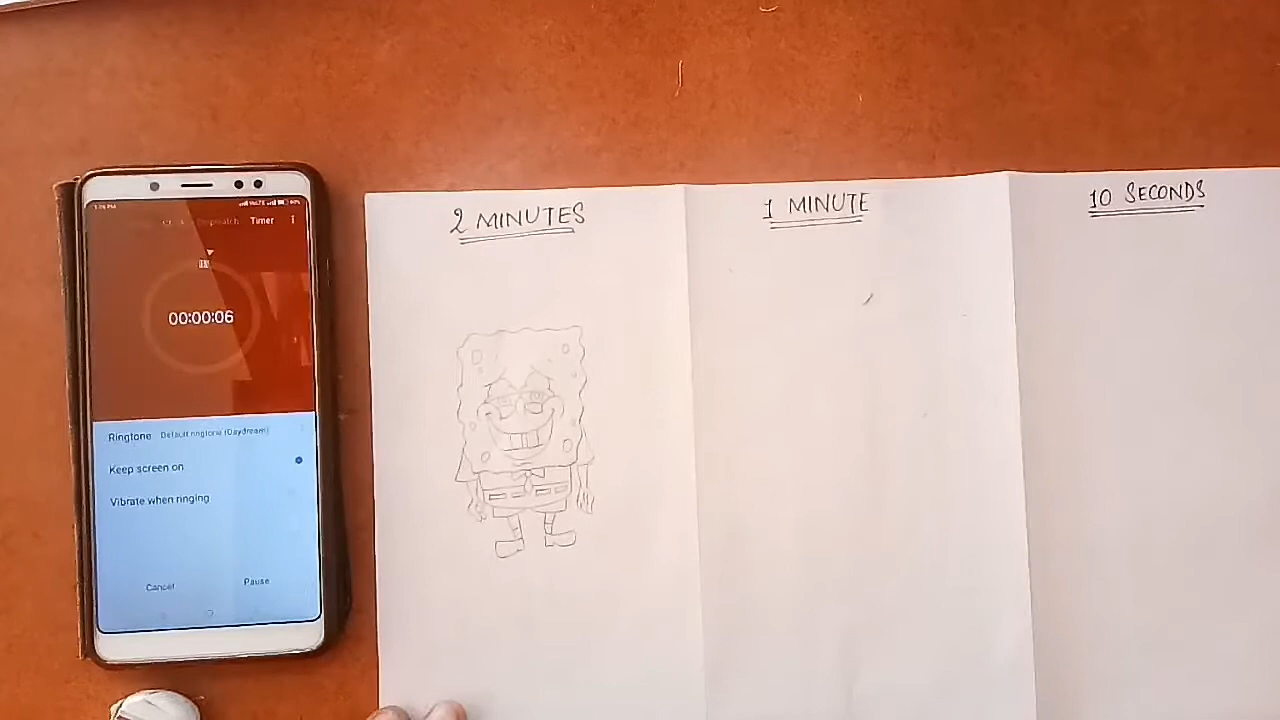 Timer
00:00:06
Ringtone Default ringtone (Daydream)
Keep screen on
Vibrate when ringing
Cancel Pause
2 MINUTES
1 MINUTE
10 SECONDS